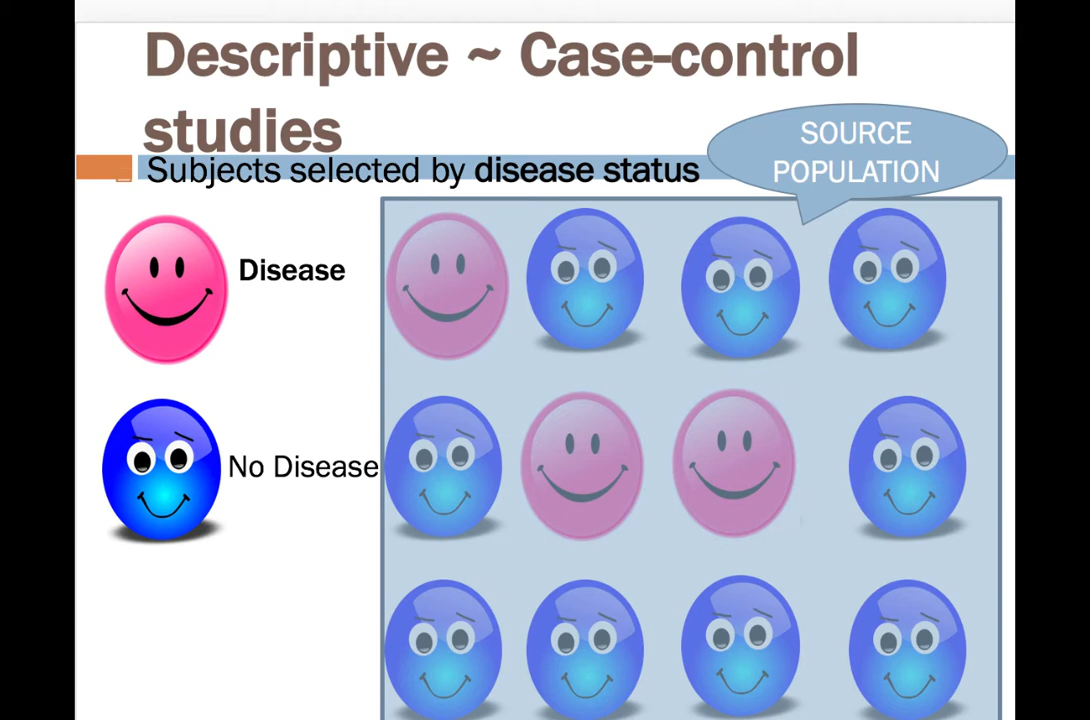 Descriptive ~ Case-control
studies
SOURCE
POPULATION
Subjects selected by disease status
Disease
No Disease